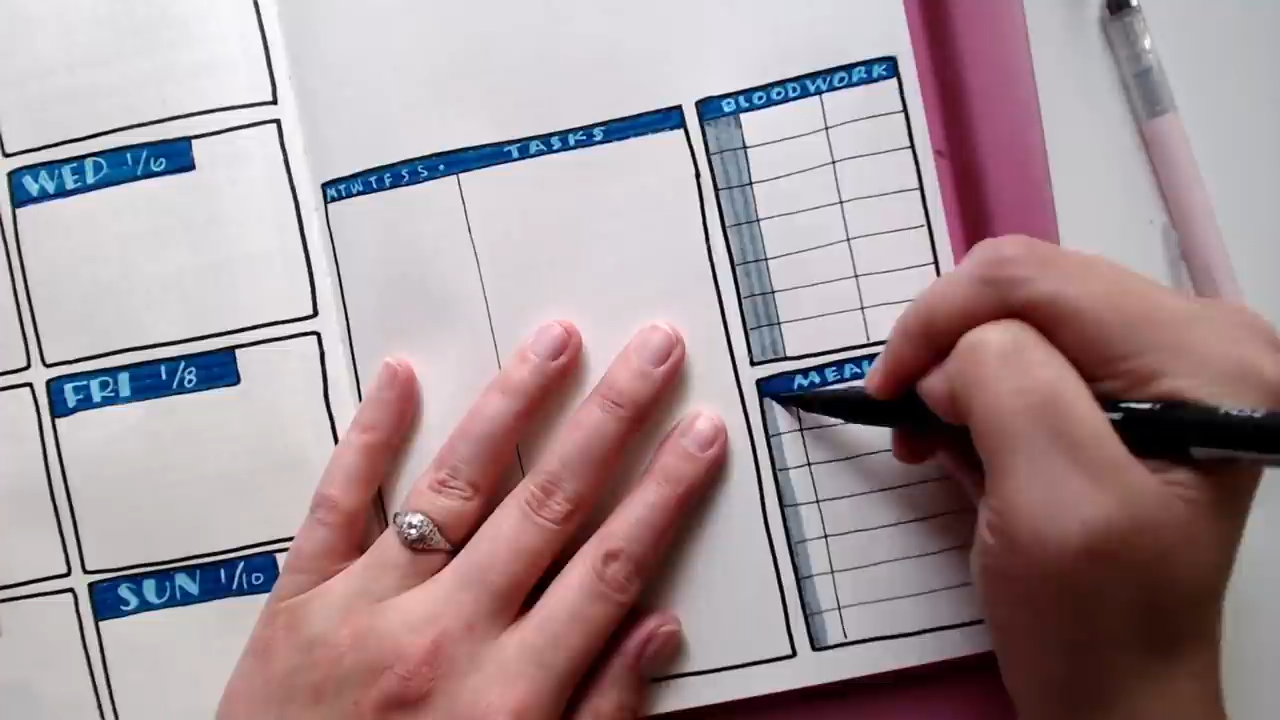 WED 1/6
FRI 1/8
SUN 1/10
MTWTFSS. TASKS
BLOODWORK